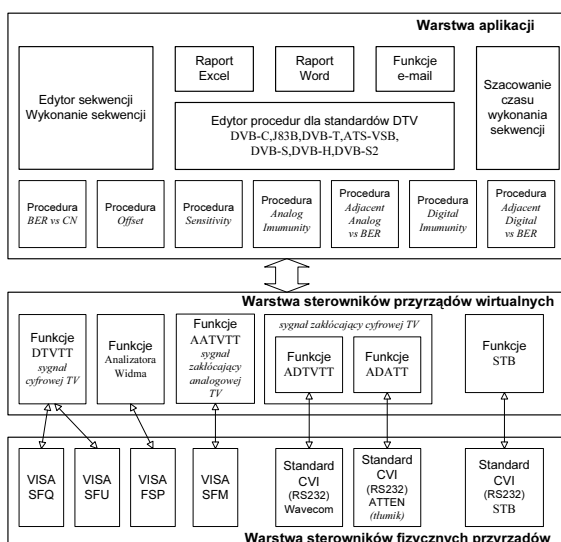 Warstwa aplikacji
Edytor sekwencji
Wykonanie sekwencji
Raport
Excel
Raport
Word
Funkcje
e-mail
Szacowanie
czasu
wykonania
sekwencji
Edytor procedur dla standardów DTV
DVB-C,J83B,DVB-T,ATS-VSB,
DVB-S,DVB-H,DVB-S2
Procedura
BER vs CN
Procedura
Offset
Procedura
Sensitivity
Procedura
Analog
Imumunity
Procedura
Adjacent
Analog
vs BER
Procedura
Digital
Imumunity
Procedura
Adjacent
Digital
vs BER
Warstwa sterowników przyrządów wirtualnych
Funkcje
DTVTT
sygnał
cyfrowej TV
Funkcje
Analizatora
Widma
Funkcje
AATVTT
sygnał
zakłócający
analogowej
TV
sygnał zakłócający cyfrowej TV
Funkcje
ADTVTT
Funkcje
ADATT
Funkcje
STB
VISA
SFQ
VISA
SFU
VISA
FSP
VISA
SFM
Standard
CVI
(RS232)
Wavecom
Standard
CVI
(RS232)
ATTEN
(tłumik)
Standard
CVI
(RS232)
STB
Warstwa sterowników fizycznych przyrządów